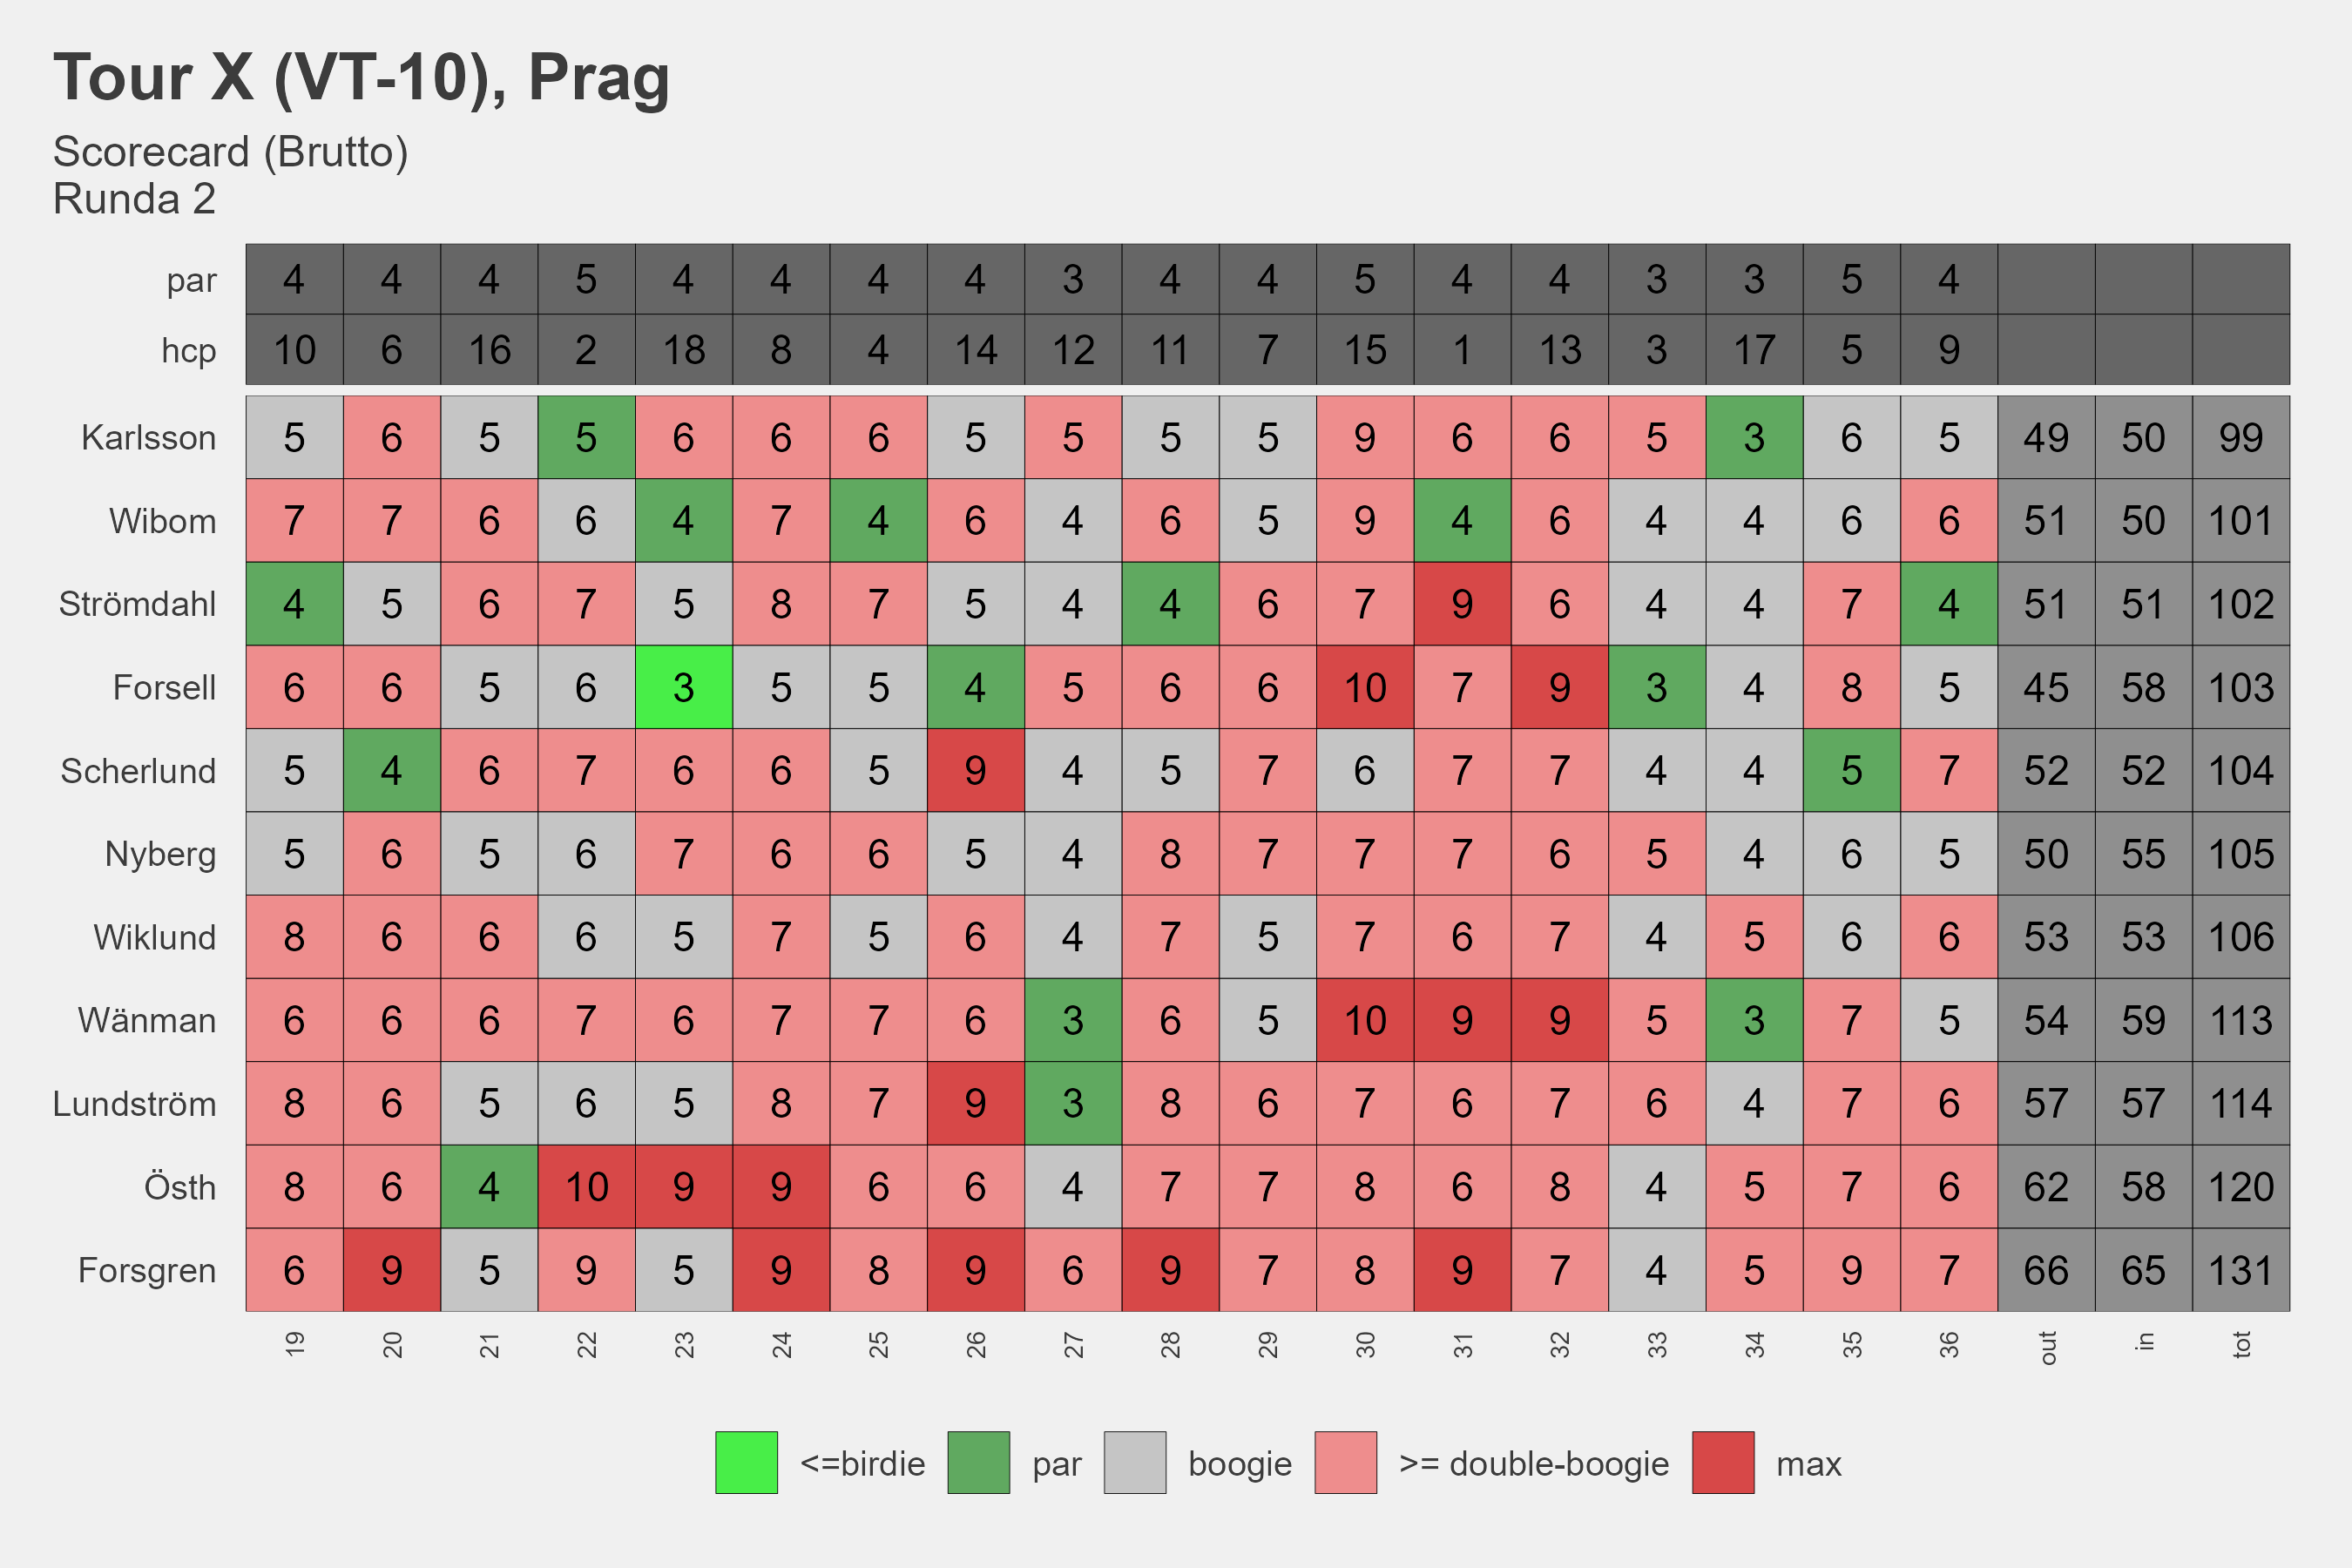 Tour X (VT-10), Prag
Scorecard (Brutto)
Runda 2
par 4 4 4 5 4 4 4 4 3 4 4 5 4 4 3 3 5 4
hcp 10 6 16 2 18 8 4 14 12 11 7 15 1 13 3 17 5 9
Karlsson 5 6 5 5 6 6 6 5 5 5 5 9 6 6 5 3 6 5 49 50 99
Wibom 7 7 6 6 4 7 4 6 4 6 5 9 4 6 4 4 6 6 51 50 101
Strömdahl 4 5 6 7 5 8 7 5 4 4 6 7 9 6 4 4 7 4 51 51 102
Forsell 6 6 5 6 3 5 5 4 5 6 6 10 7 9 3 4 8 5 45 58 103
Scherlund 5 4 6 7 6 6 5 9 4 5 7 6 7 7 4 4 5 7 52 52 104
Nyberg 5 6 5 6 7 6 6 5 4 8 7 7 7 6 5 4 6 5 50 55 105
Wiklund 8 6 6 6 5 7 5 6 4 7 5 7 6 7 4 5 6 6 53 53 106
Wänman 6 6 6 7 6 7 7 6 3 6 5 10 9 9 5 3 7 5 54 59 113
Lundström 8 6 5 6 5 8 7 9 3 8 6 7 6 7 6 4 7 6 57 57 114
Östh 8 6 4 10 9 9 6 6 4 7 7 8 6 8 4 5 7 6 62 58 120
Forsgren 6 9 5 9 5 9 8 9 6 9 7 8 9 7 4 5 9 7 66 65 131
19 20 21 22 23 24 25 26 27 28 29 30 31 32 33 34 35 36 out in tot
<=birdie par boogie >= double-boogie max